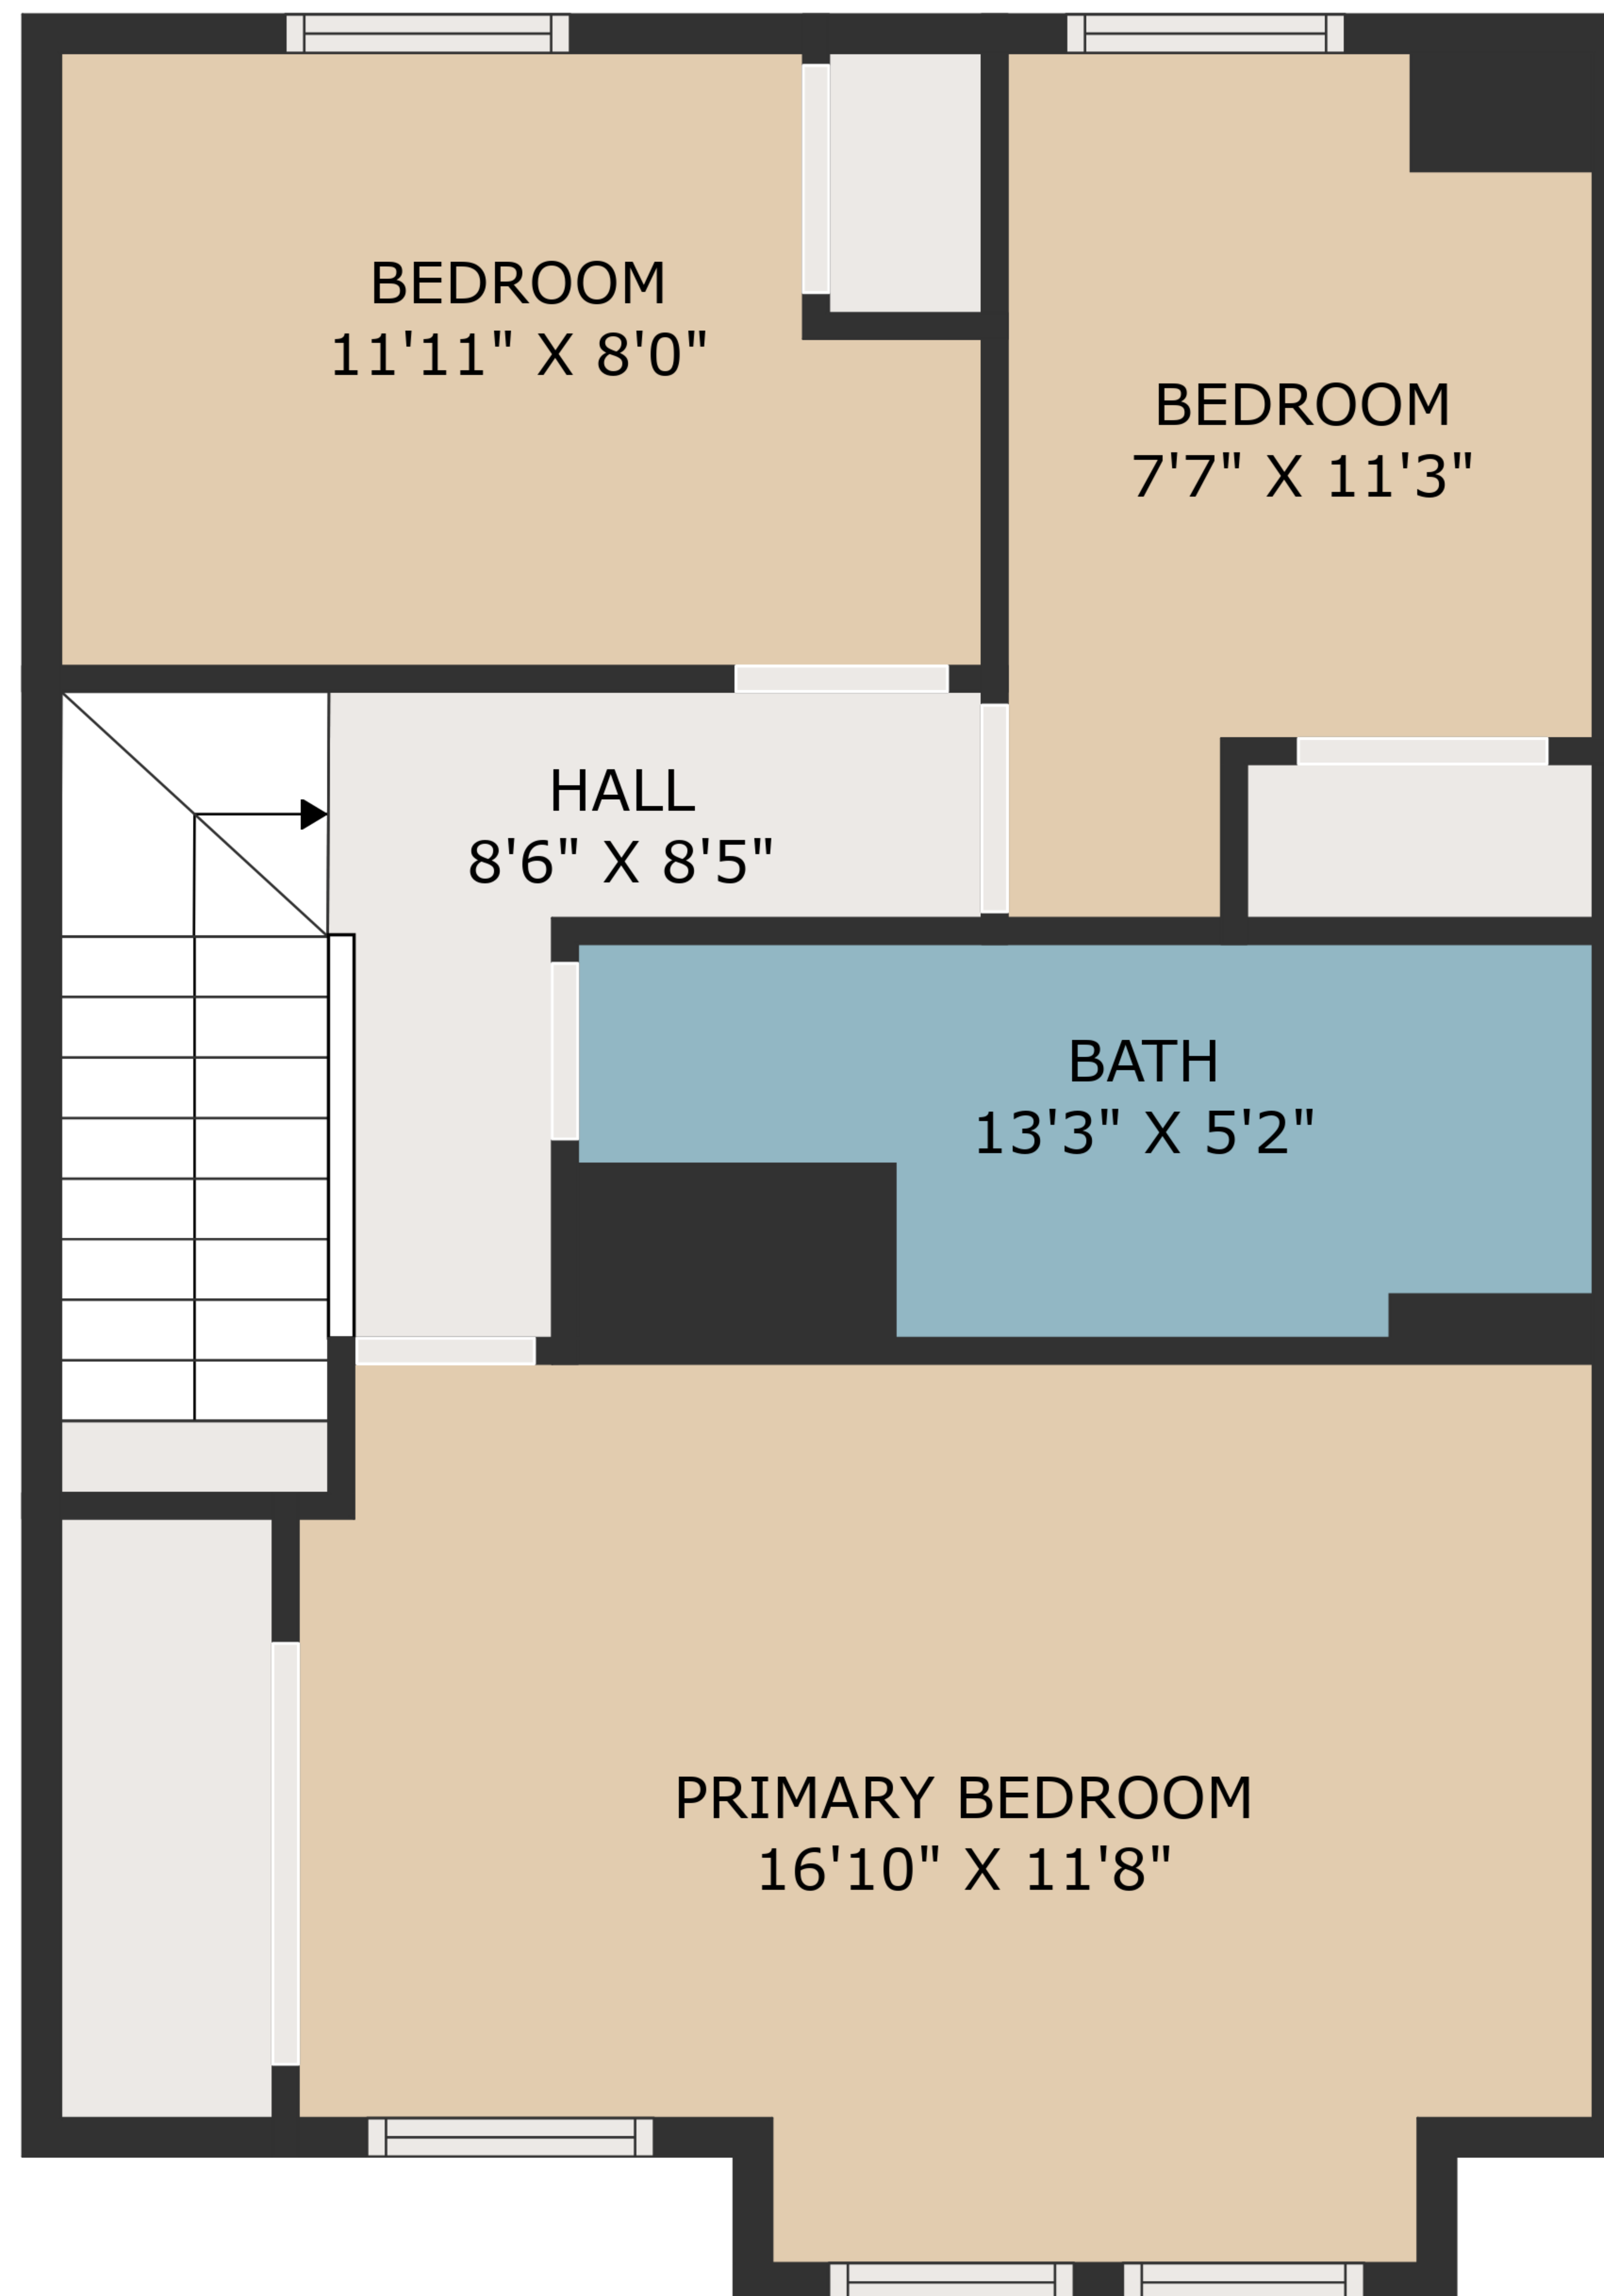 BEDROOM
11'11" X 8'0"
BEDROOM
7'7" X 11'3"
HALL
8'6" X 8'5"
BATH
13'3" X 5'2"
PRIMARY BEDROOM
16'10" X 11'8"